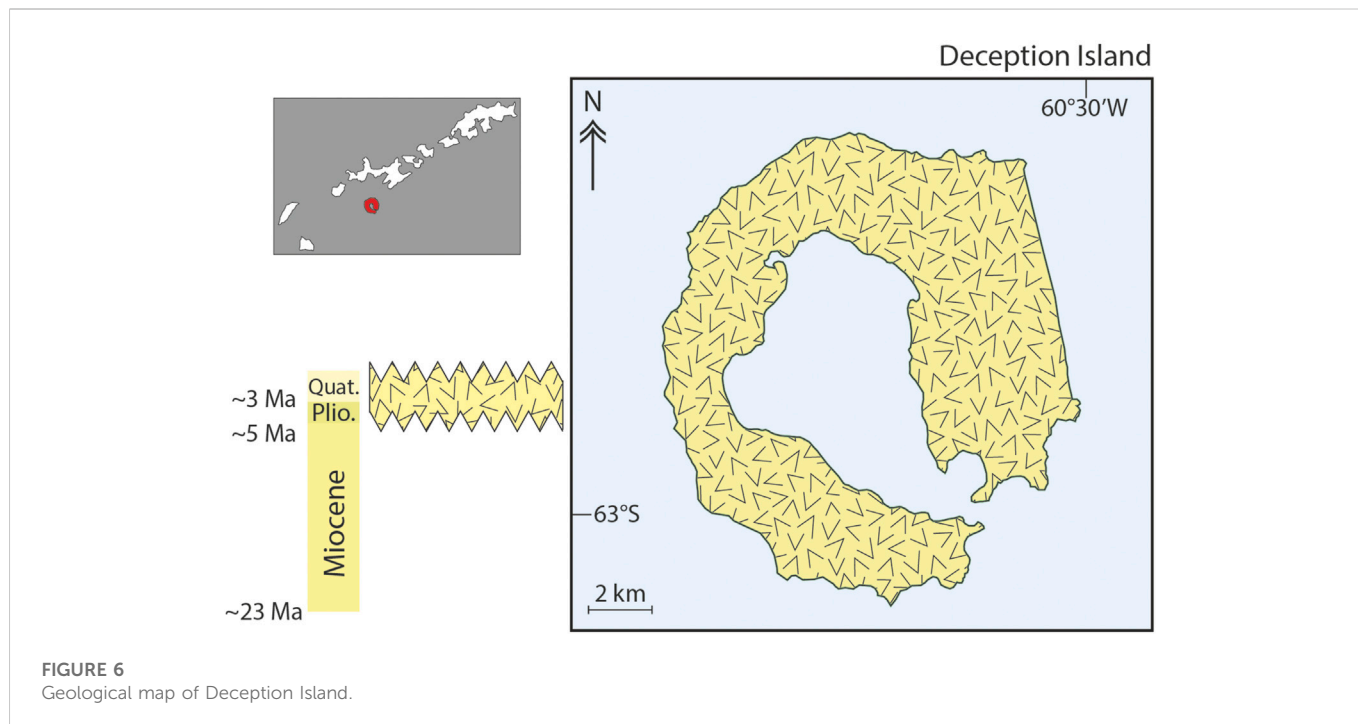 Deception Island
N
60°30′W
Quat.
~3 Ma
Plio.
~5 Ma
Miocene
63°S
2 km
~23 Ma
FIGURE 6
Geological map of Deception Island.